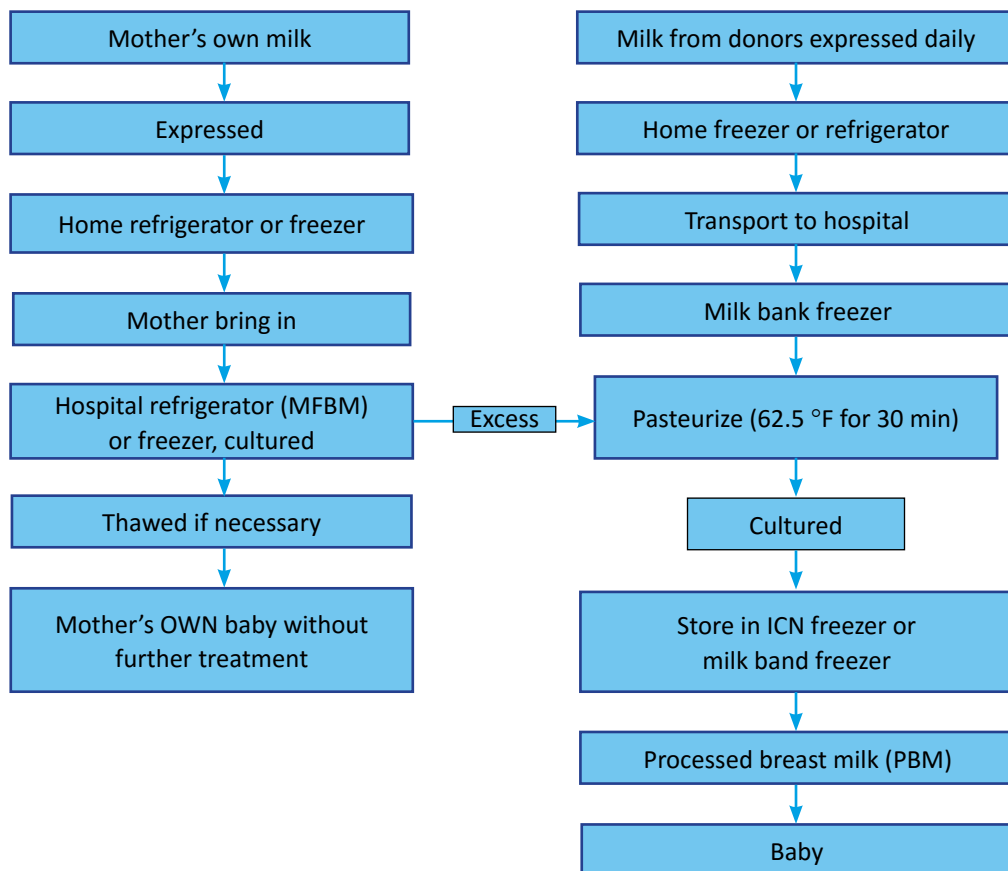 Mother’s own milk
Expressed
Home refrigerator or freezer
Mother bring in
Hospital refrigerator (MFBM)
or freezer, cultured
Thawed if necessary
Mother’s OWN baby without
further treatment
Excess
Milk from donors expressed daily
Home freezer or refrigerator
Transport to hospital
Milk bank freezer
Pasteurize (62.5 °F for 30 min)
Cultured
Store in ICN freezer or
milk band freezer
Processed breast milk (PBM)
Baby